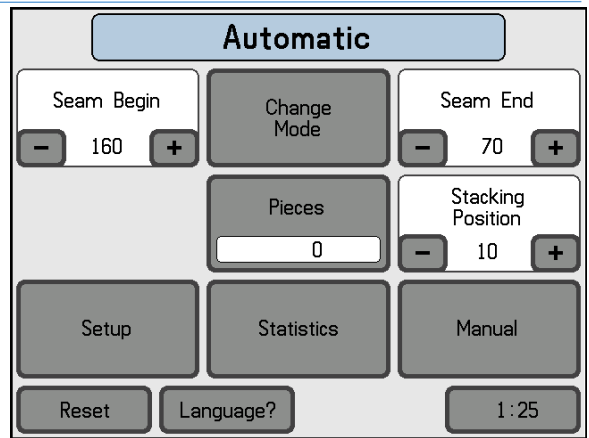 Automatic
Seam Begin
− 160 +
Change
Mode
Seam End
− 70 +
Pieces
0
Stacking
Position
− 10 +
Setup
Statistics
Manual
Reset
Language?
1:25